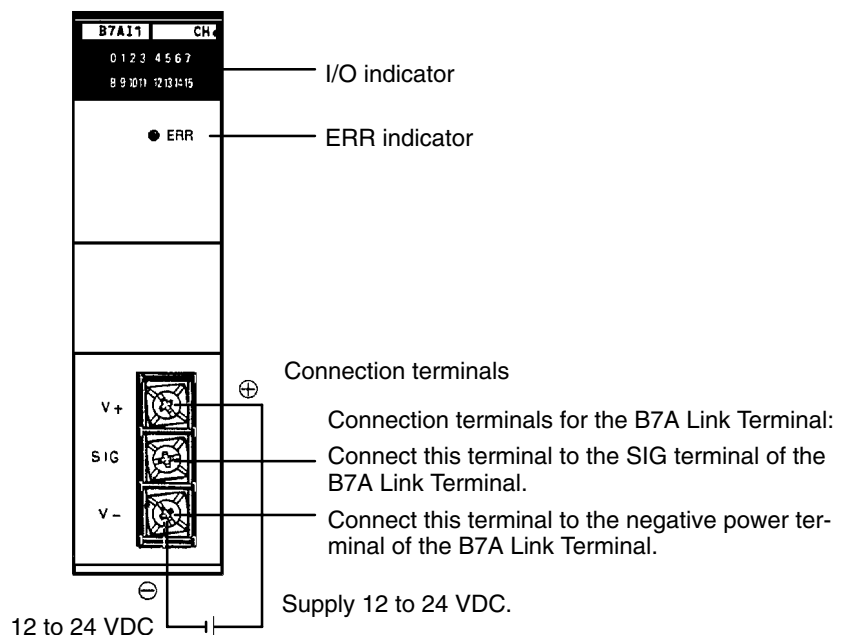 B7AI1 CH
0 1 2 3 4 5 6 7
8 9 10 11 12 13 14 15
I/O indicator
ERR
ERR indicator
Connection terminals
V+
Connection terminals for the B7A Link Terminal:
SIG
Connect this terminal to the SIG terminal of the
B7A Link Terminal.
V–
Connect this terminal to the negative power ter-
minal of the B7A Link Terminal.
Supply 12 to 24 VDC.
12 to 24 VDC